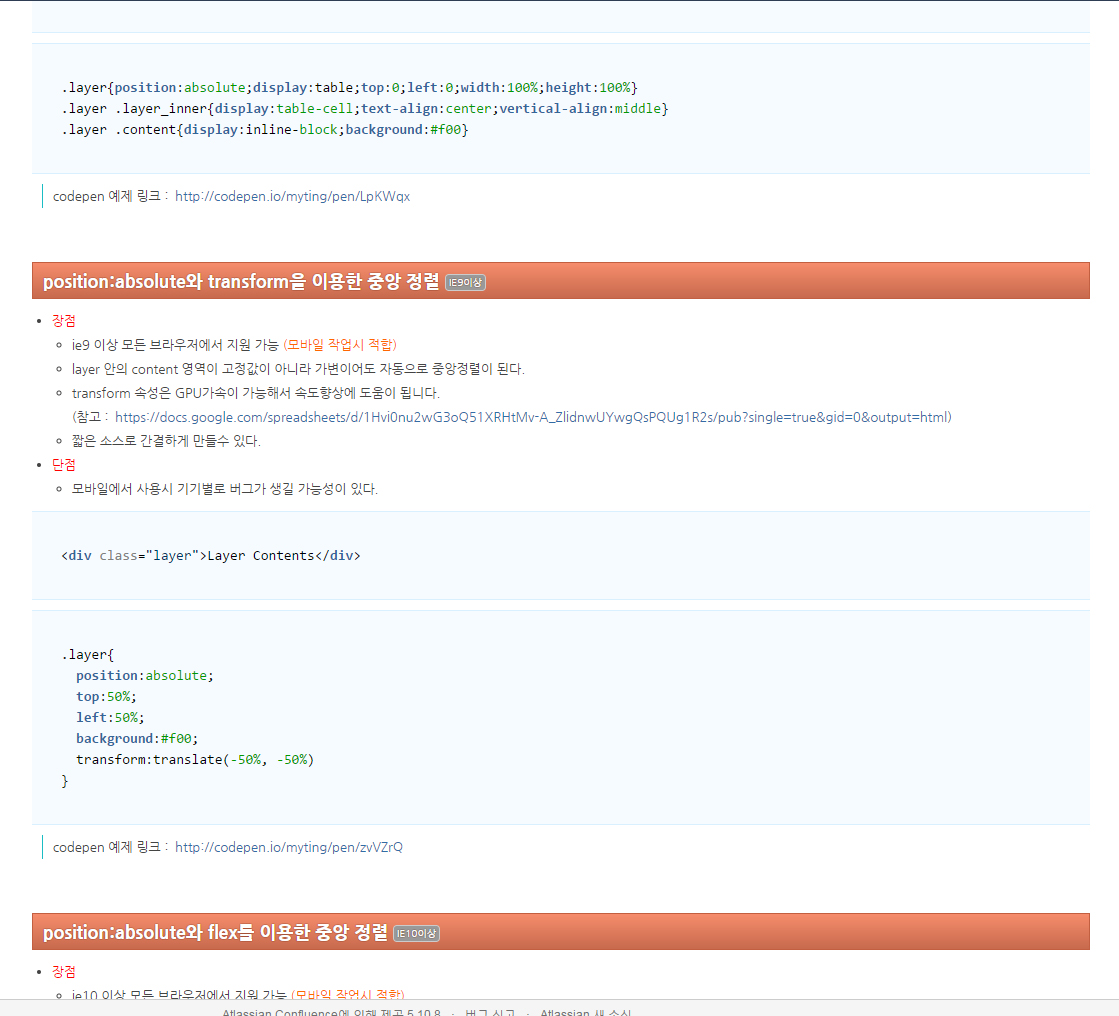 .layer{position:absolute;display:table;top:0;left:0;width:100%;height:100%}
.layer .layer_inner{display:table-cell;text-align:center;vertical-align:middle}
.layer .content{display:inline-block;background:#f00}
codepen 예제 링크 : http://codepen.io/myting/pen/LpKWqx
position:absolute와 transform을 이용한 중앙 정렬 IE9이상
장점
ie9 이상 모든 브라우저에서 지원 가능 (모바일 작업시 적합)
layer 안의 content 영역이 고정값이 아니라 가변이어도 자동으로 중앙정렬이 된다.
transform 속성은 GPU가속이 가능해서 속도향상에 도움이 됩니다.
(참고 : https://docs.google.com/spreadsheets/d/1Hvi0nu2wG3oQ51XRHtMv-A_ZlidnwUYwgQsPQUg1R2s/pub?single=true&gid=0&output=html)
짧은 소스로 간결하게 만들수 있다.
단점
모바일에서 사용시 기기별로 버그가 생길 가능성이 있다.
<div class="layer">Layer Contents</div>
.layer{
position:absolute;
top:50%;
left:50%;
background:#f00;
transform:translate(-50%, -50%)
}
codepen 예제 링크 : http://codepen.io/myting/pen/zvVZrQ
position:absolute와 flex를 이용한 중앙 정렬 IE10이상
장점
ie10 이상 모든 브라우저에서 지원 가능 (모바일 작업시 적합)
Atlassian Confluence에 의해 제공 5.10.8 · 버그 신고 · Atlassian 새 소식